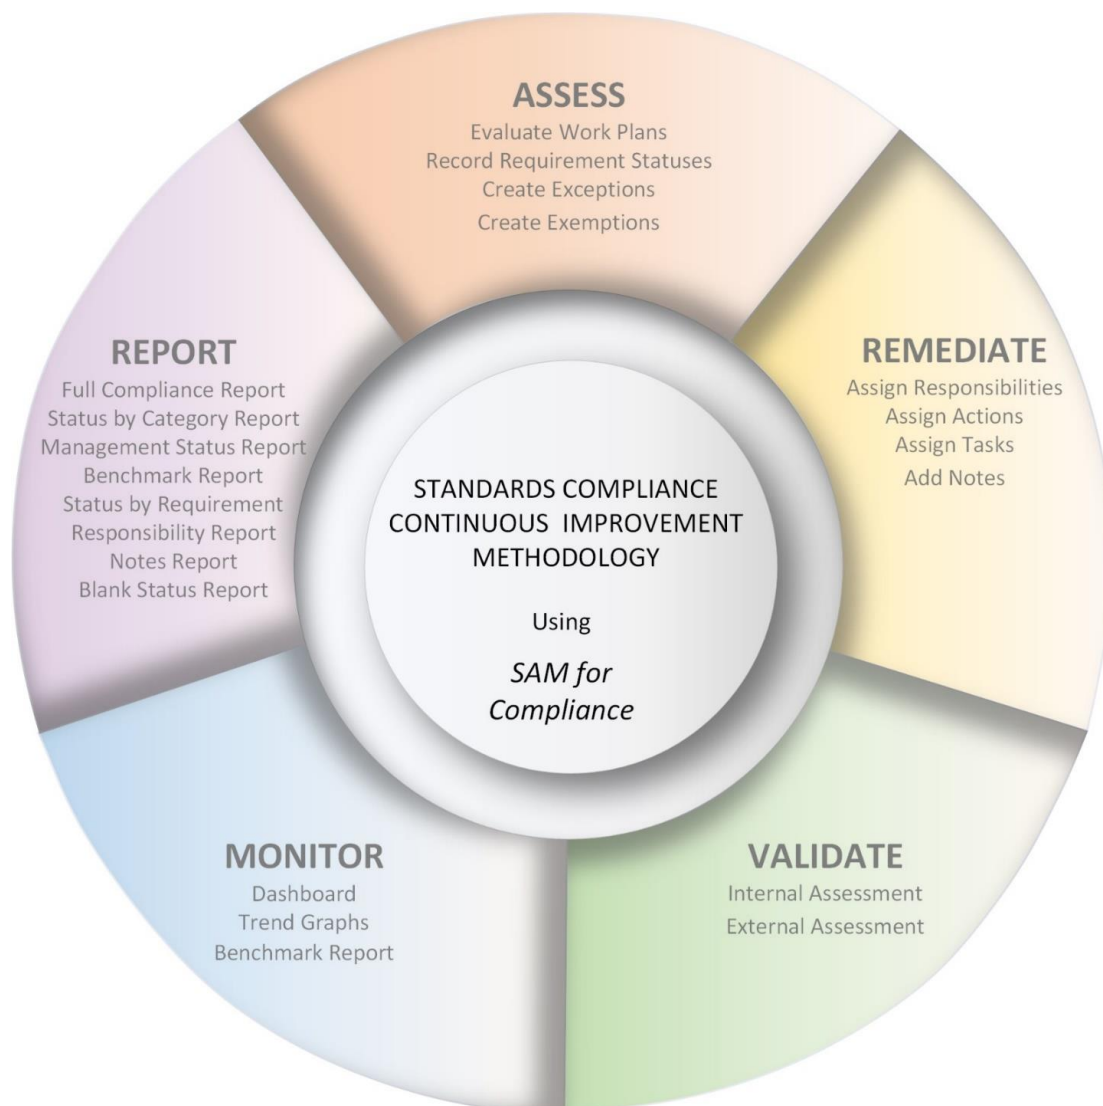 ASSESS
Evaluate Work Plans
Record Requirement Statuses
Create Exceptions
Create Exemptions
REMEDIATE
Assign Responsibilities
Assign Actions
Assign Tasks
Add Notes
VALIDATE
Internal Assessment
External Assessment
MONITOR
Dashboard
Trend Graphs
Benchmark Report
REPORT
Full Compliance Report
Status by Category Report
Management Status Report
Benchmark Report
Status by Requirement
Responsibility Report
Notes Report
Blank Status Report
STANDARDS COMPLIANCE
CONTINUOUS IMPROVEMENT
METHODOLOGY
Using
SAM for
Compliance